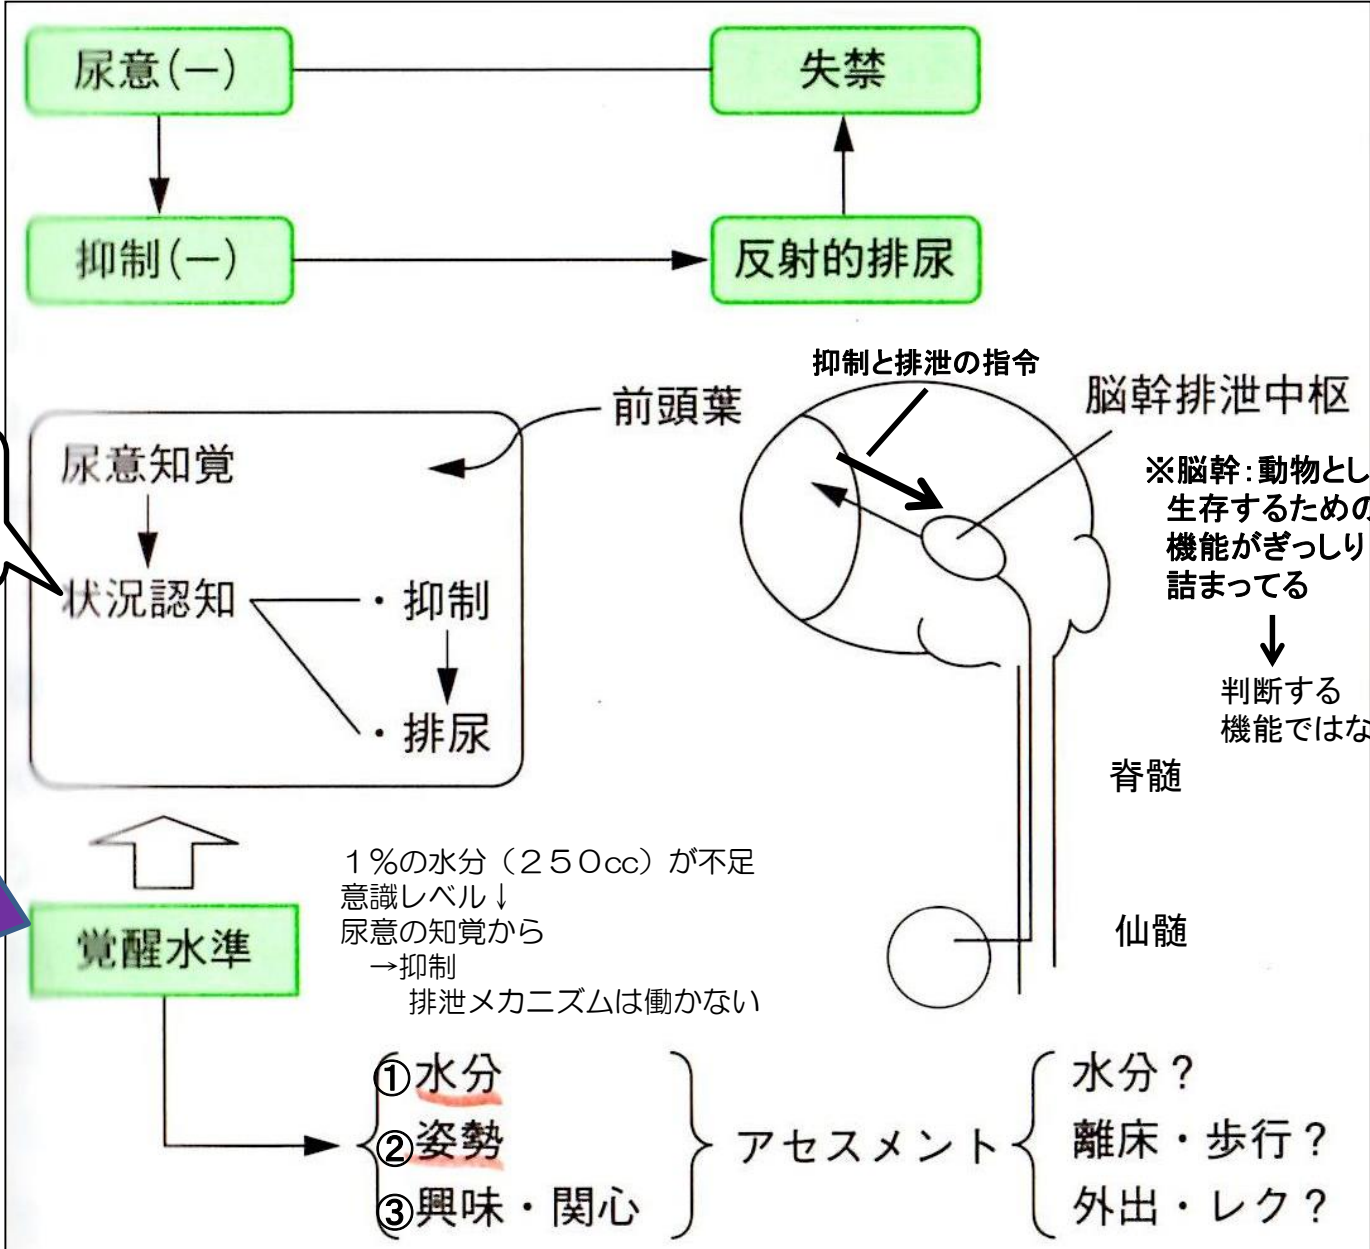 尿意(－)
失禁
抑制(－)
反射的排尿
抑制と排泄の指令
前頭葉
脳幹排泄中枢
尿意知覚
状況認知
・抑制
・排尿
※脳幹：動物とし
生存するための
機能がぎっしり
詰まってる
判断する
機能ではな
脊髄
仙髄
１％の水分（２５０cc）が不足
意識レベル↓
尿意の知覚から
→抑制
排泄メカニズムは働かない
覚醒水準
①水分
②姿勢
③興味・関心
アセスメント
水分？
離床・歩行？
外出・レク？